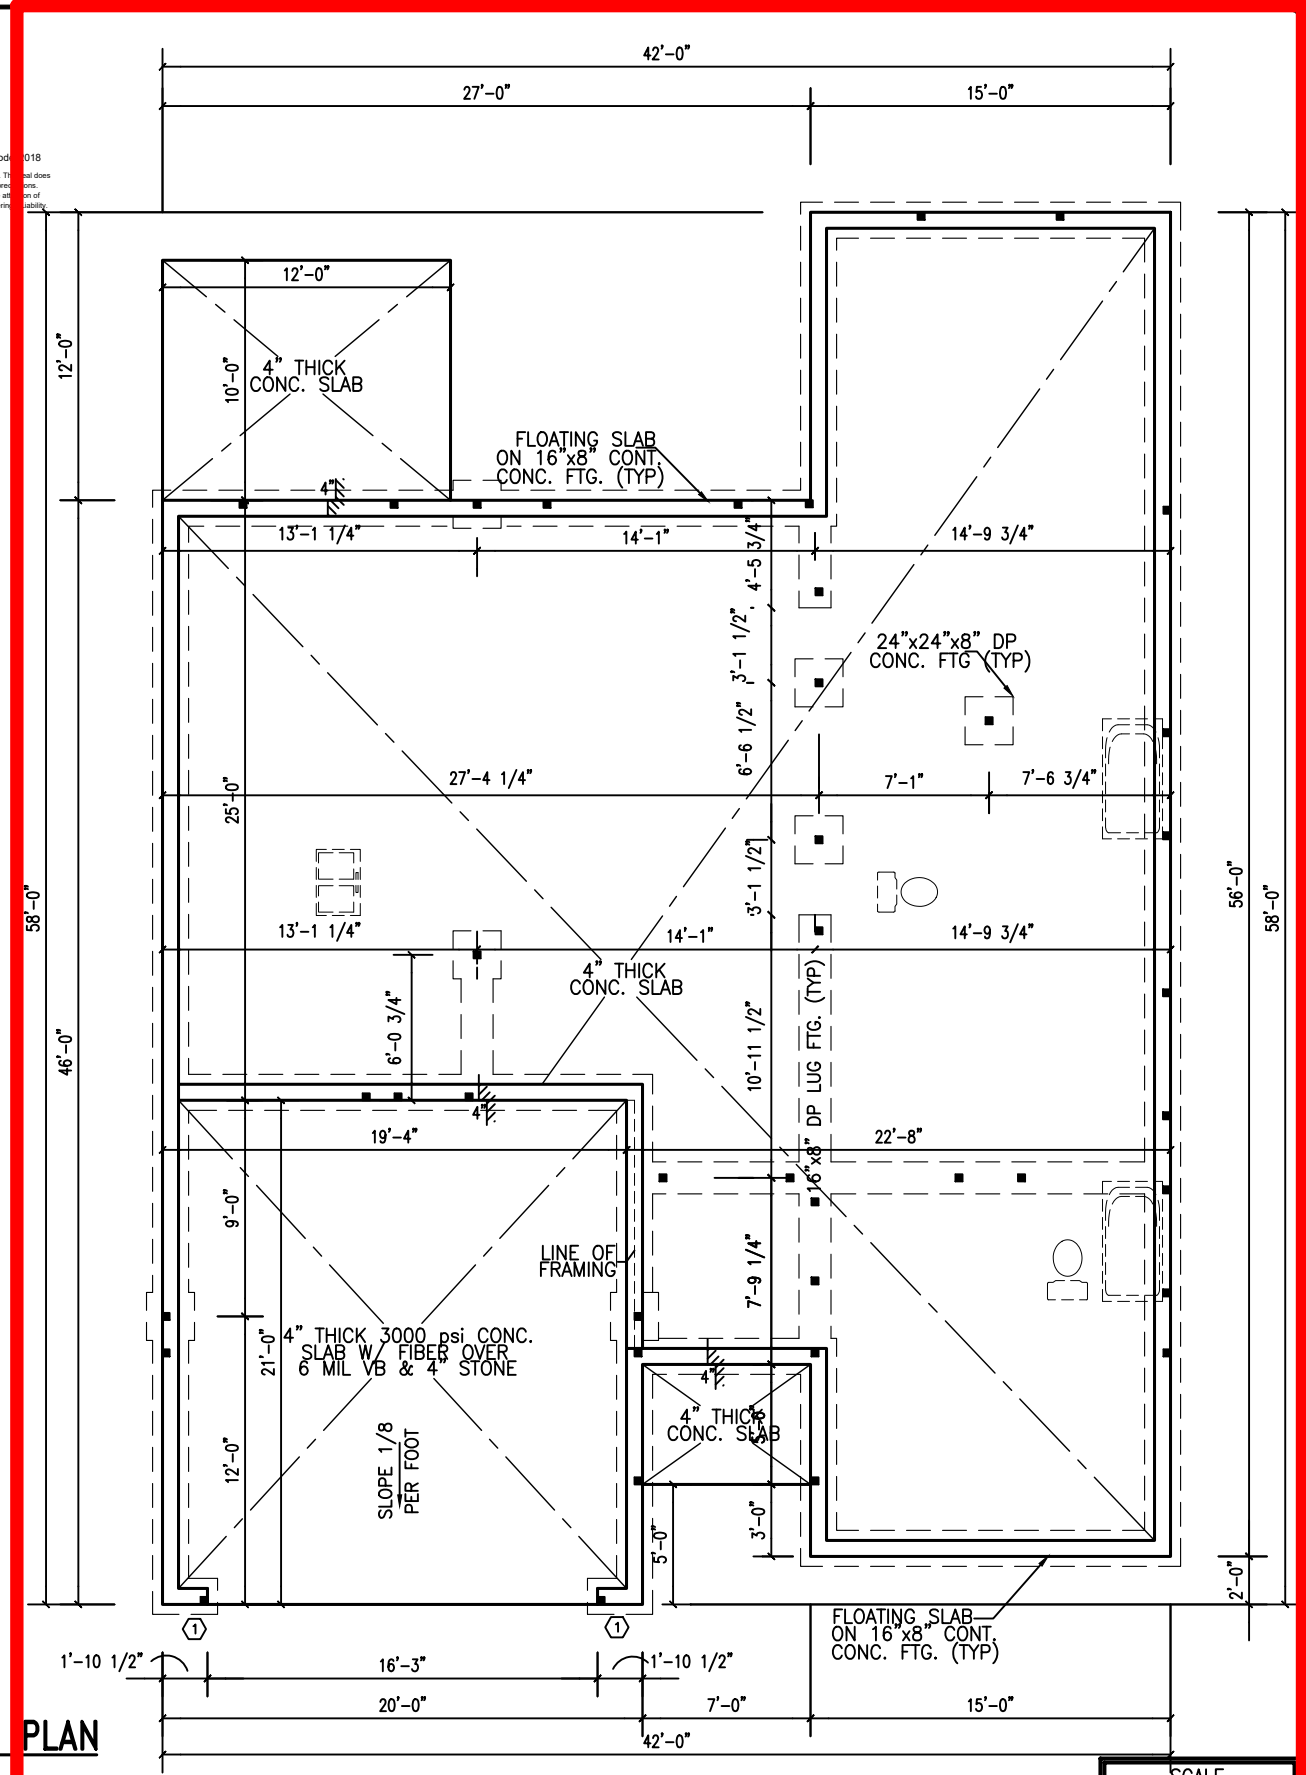 42'-0"
27'-0"
15'-0"
2018
12'-0"
12'-0"
10'-0"
4" THICK
CONC. SLAB
FLOATING SLAB
ON 16"x8" CONT.
CONC. FTG. (TYP)
4"
13'-1 1/4"
14'-1"
14'-9 3/4"
4'-5 3/4"
3'-1 1/2"
24"x24"x8" DP
CONC. FTG (TYP)
6'-6 1/2"
27'-4 1/4"
7'-1"
7'-6 3/4"
25'-0"
3'-1 1/2"
58'-0"
56'-0"
58'-0"
13'-1 1/4"
14'-1"
14'-9 3/4"
4" THICK
CONC. SLAB
6'-0 3/4"
46'-0"
10'-11 1/2"
16"x8" DP LUG FTG. (TYP)
4"
19'-4"
22'-8"
9'-0"
LINE OF
FRAMING
7'-9 1/4"
21'-0"
4" THICK 3000 psi CONC.
SLAB W/ FIBER OVER
6 MIL VB & 4" STONE
4"
4" THICK
CONC. SLAB
5'-0"
12'-0"
SLOPE 1/8
PER FOOT
3'-0"
5'-0"
2'-0"
FLOATING SLAB
ON 16"x8" CONT.
CONC. FTG. (TYP)
1
1
1'-10 1/2"
16'-3"
1'-10 1/2"
20'-0"
7'-0"
15'-0"
42'-0"
PLAN
SCALE